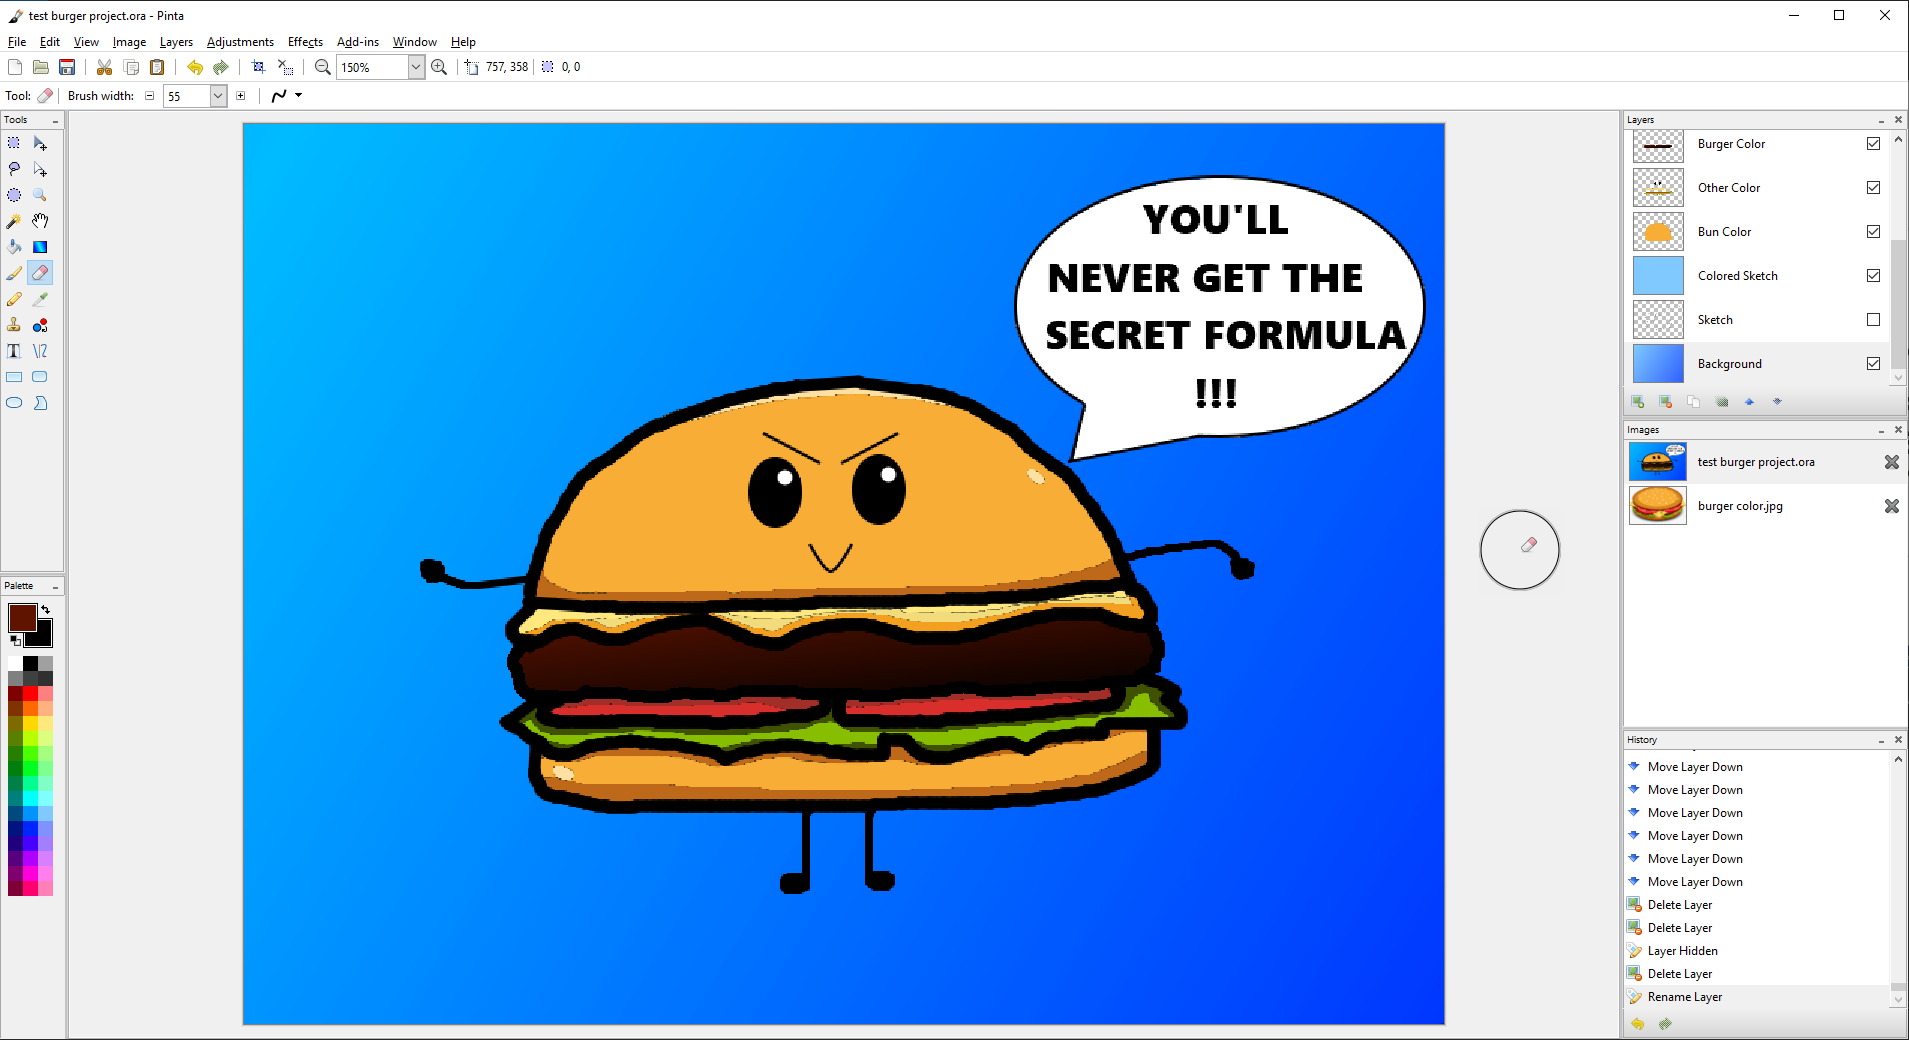 test burger project.ora - Pinta
File Edit View Image Layers Adjustments Effects Add-ins Window Help
150% 757, 358 0, 0
Tool: Brush width: 55
Tools
YOU'LL
NEVER GET THE
SECRET FORMULA
!!!
Palette
Layers
Burger Color
Other Color
Bun Color
Colored Sketch
Sketch
Background
Images
test burger project.ora
burger color.jpg
History
Move Layer Down
Move Layer Down
Move Layer Down
Move Layer Down
Move Layer Down
Move Layer Down
Delete Layer
Delete Layer
Layer Hidden
Delete Layer
Rename Layer